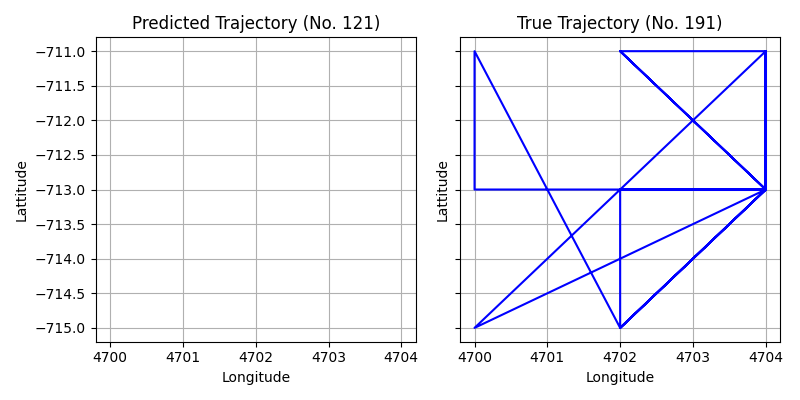 Predicted Trajectory (No. 121)
True Trajectory (No. 191)
Lattitude
−711.0
−711.5
−712.0
−712.5
−713.0
−713.5
−714.0
−714.5
−715.0
4700 4701 4702 4703 4704
Longitude
Lattitude
4700 4701 4702 4703 4704
Longitude